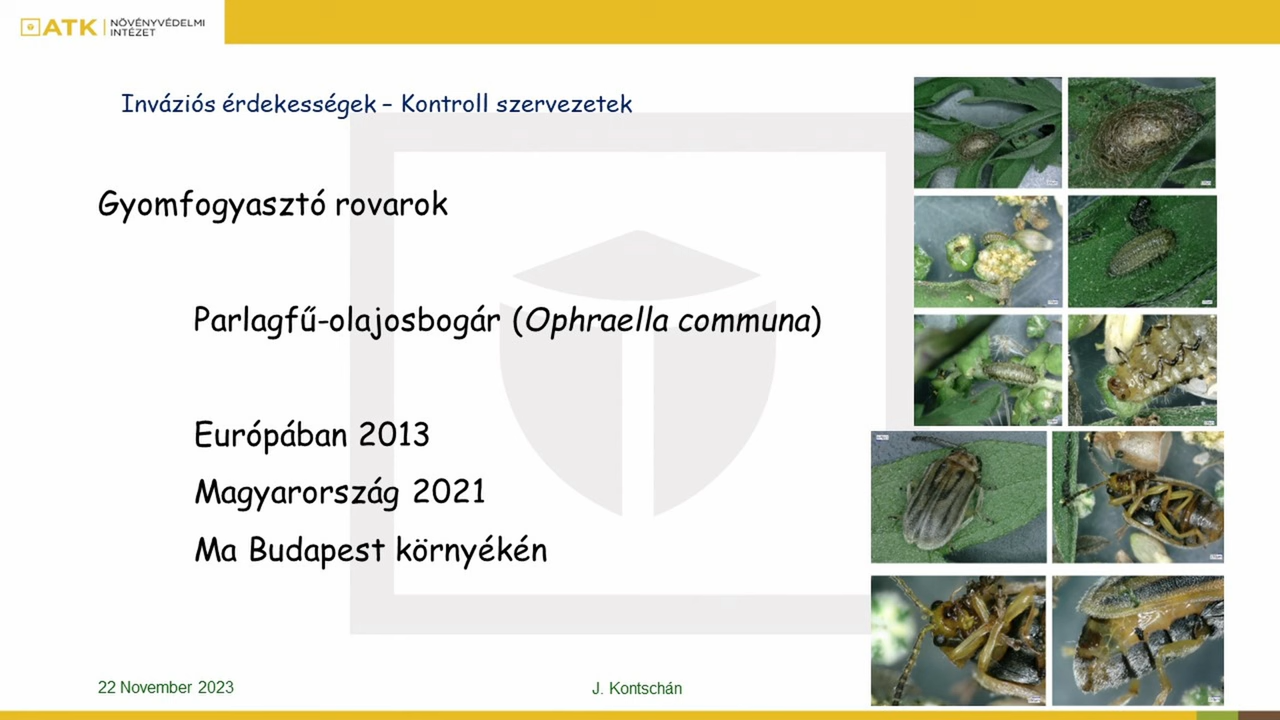 ATK
NÖVÉNYVÉDELMI
INTÉZET
Inváziós érdekességek – Kontroll szervezetek
Gyomfogyasztó rovarok
Parlagfű-olajosbogár (Ophraella communa)
Európában 2013
Magyarország 2021
Ma Budapest környékén
22 November 2023
J. Kontschán